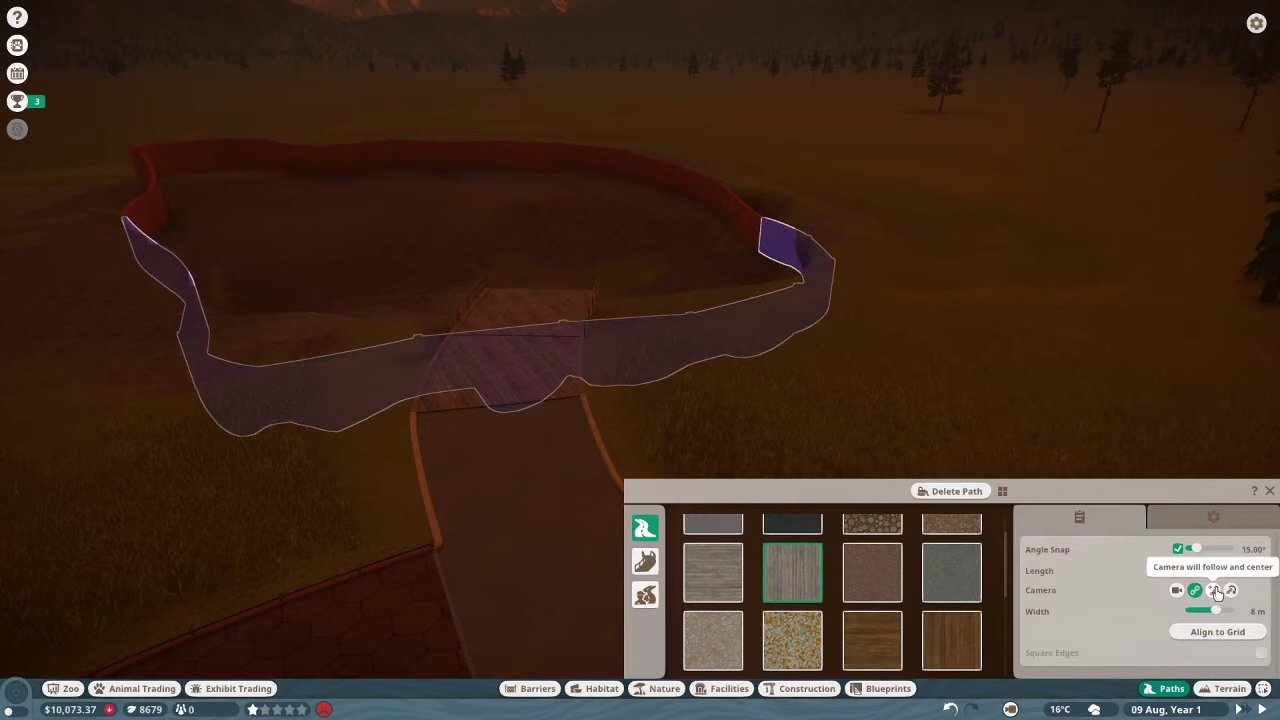 3
Delete Path
?
Angle Snap 15.00°
Camera will follow and center
Length
Camera
Width 8 m
Align to Grid
Square Edges
Zoo Animal Trading Exhibit Trading Barriers Habitat Nature Facilities Construction Blueprints Paths Terrain
$10,073.37 8679 0 16°C 09 Aug, Year 1